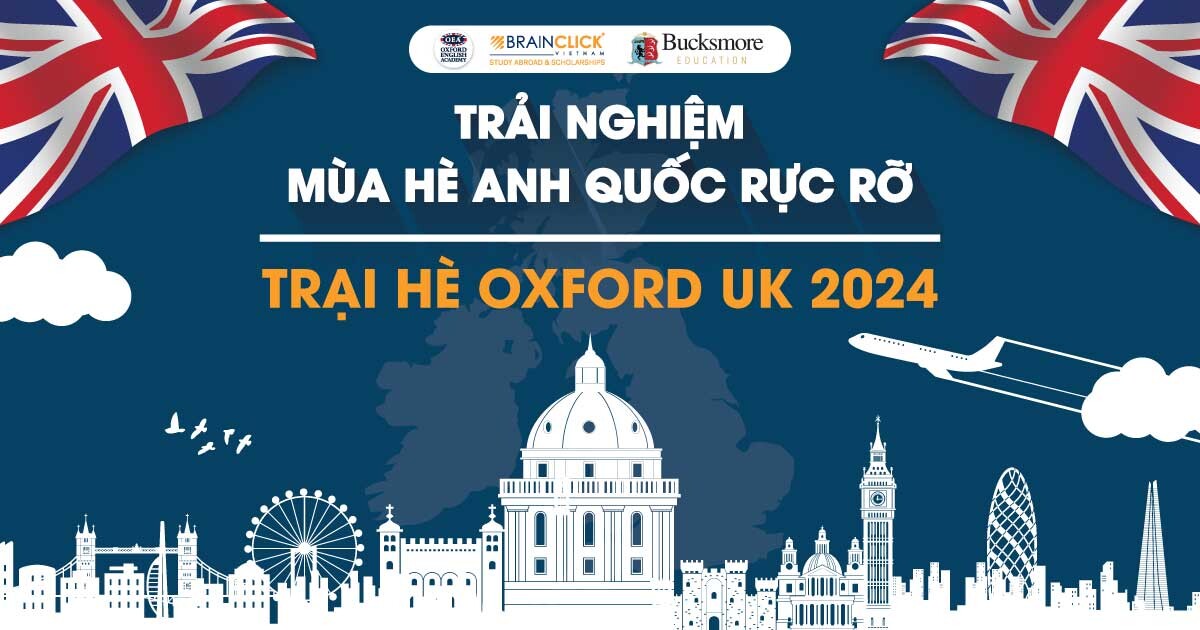 OEA
OXFORD
ENGLISH
ACADEMY
BRAINCLICK
VIETNAM
STUDY ABROAD & SCHOLARSHIPS
Bucksmore
EDUCATION
TRẢI NGHIỆM
MÙA HÈ ANH QUỐC RỰC RỠ
TRẠI HÈ OXFORD UK 2024